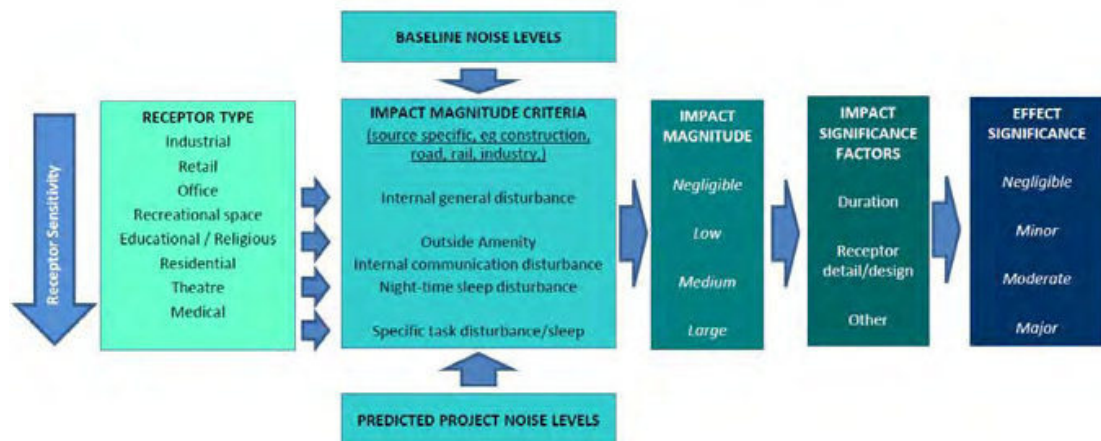 BASELINE NOISE LEVELS
Receptor Sensitivity
RECEPTOR TYPE
Industrial
Retail
Office
Recreational space
Educational / Religious
Residential
Theatre
Medical
IMPACT MAGNITUDE CRITERIA
(source specific, eg construction,
road, rail, industry,)
Internal general disturbance
Outside Amenity
Internal communication disturbance
Night-time sleep disturbance
Specific task disturbance/sleep
IMPACT
MAGNITUDE
Negligible
Low
Medium
Large
IMPACT
SIGNIFICANCE
FACTORS
Duration
Receptor
detail/design
Other
EFFECT
SIGNIFICANCE
Negligible
Minor
Moderate
Major
PREDICTED PROJECT NOISE LEVELS